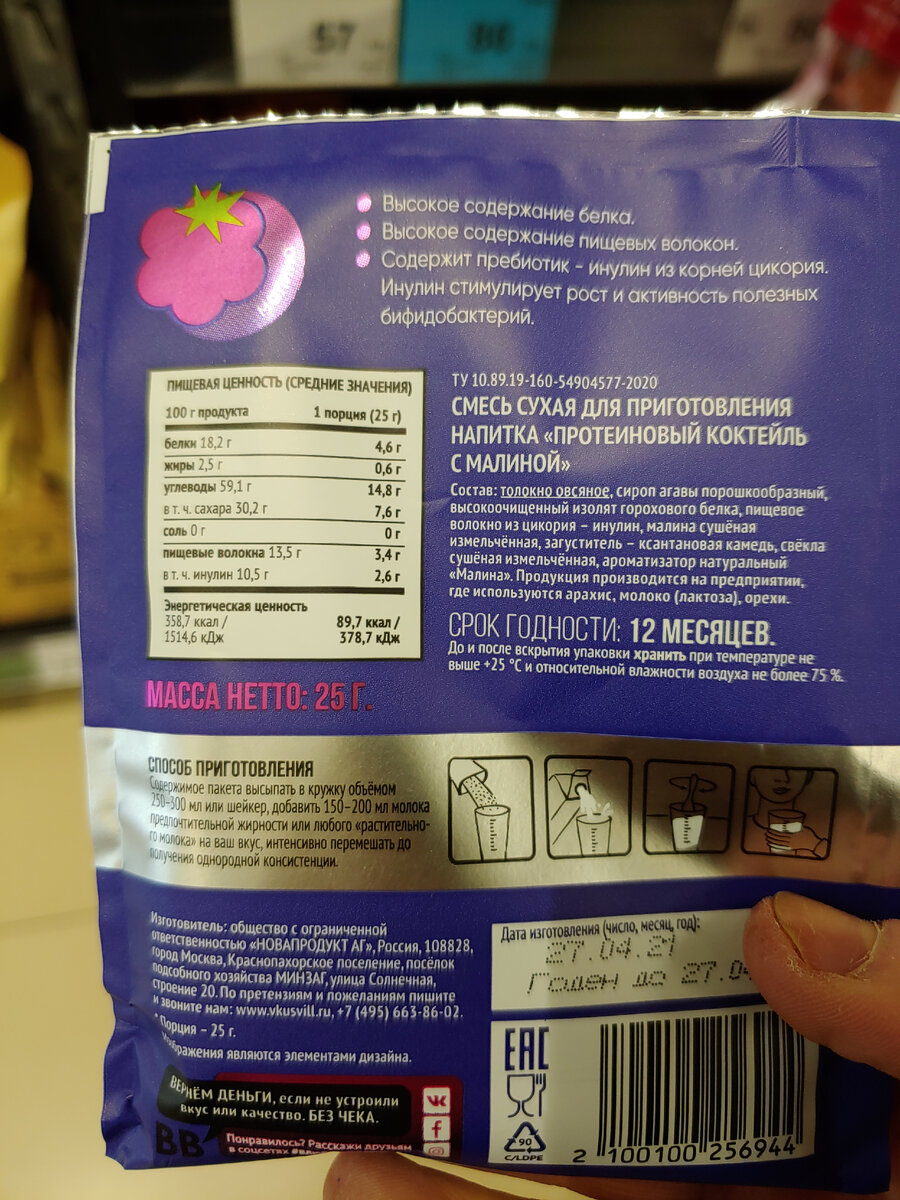 57
86
Высокое содержание белка.
Высокое содержание пищевых волокон.
Содержит пребиотик – инулин из корней цикория.
Инулин стимулирует рост и активность полезных
бифидобактерий.
ПИЩЕВАЯ ЦЕННОСТЬ (СРЕДНИЕ ЗНАЧЕНИЯ)
100 г продукта 1 порция (25 г)
белки 18,2 г 4,6 г
жиры 2,5 г 0,6 г
углеводы 59,1 г 14,8 г
в т. ч. сахара 30,2 г 7,6 г
соль 0 г 0 г
пищевые волокна 13,5 г 3,4 г
в т. ч. инулин 10,5 г 2,6 г
Энергетическая ценность
358,7 ккал / 89,7 ккал /
1514,6 кДж 378,7 кДж
МАССА НЕТТО: 25 Г.
ТУ 10.89.19-160-54904577-2020
СМЕСЬ СУХАЯ ДЛЯ ПРИГОТОВЛЕНИЯ
НАПИТКА «ПРОТЕИНОВЫЙ КОКТЕЙЛЬ
С МАЛИНОЙ»
Состав: толокно овсяное, сироп агавы порошкообразный,
высокоочищенный изолят горохового белка, пищевое
волокно из цикория – инулин, малина сушёная
измельчённая, загуститель – ксантановая камедь, свёкла
сушёная измельчённая, ароматизатор натуральный
«Малина». Продукция производится на предприятии,
где используются арахис, молоко (лактоза), орехи.
СРОК ГОДНОСТИ: 12 МЕСЯЦЕВ.
До и после вскрытия упаковки хранить при температуре не
выше +25 °С и относительной влажности воздуха не более 75 %.
СПОСОБ ПРИГОТОВЛЕНИЯ
Содержимое пакета высыпать в кружку объёмом
250–300 мл или шейкер, добавить 150–200 мл молока
предпочтительной жирности или любого «растительно-
го молока» на ваш вкус, интенсивно перемешать до
получения однородной консистенции.
Изготовитель: общество с ограниченной
ответственностью «НОВАПРОДУКТ АГ», Россия, 108828,
город Москва, Краснопахорское поселение, посёлок
подсобного хозяйства МИНЗАГ, улица Солнечная,
строение 20. По претензиям и пожеланиям пишите
и звоните нам: www.vkusvill.ru, +7 (495) 663-86-02.
* Порция – 25 г.
Изображения являются элементами дизайна.
ВЕРНЁМ ДЕНЬГИ, если не устроили
вкус или качество. БЕЗ ЧЕКА.
ВВ
Понравилось? Расскажи друзьям
в соцсетях
Дата изготовления (число, месяц, год):
27.04.21
Годен до 27.04
EAC
90
C/LDPE
2 100100 256944